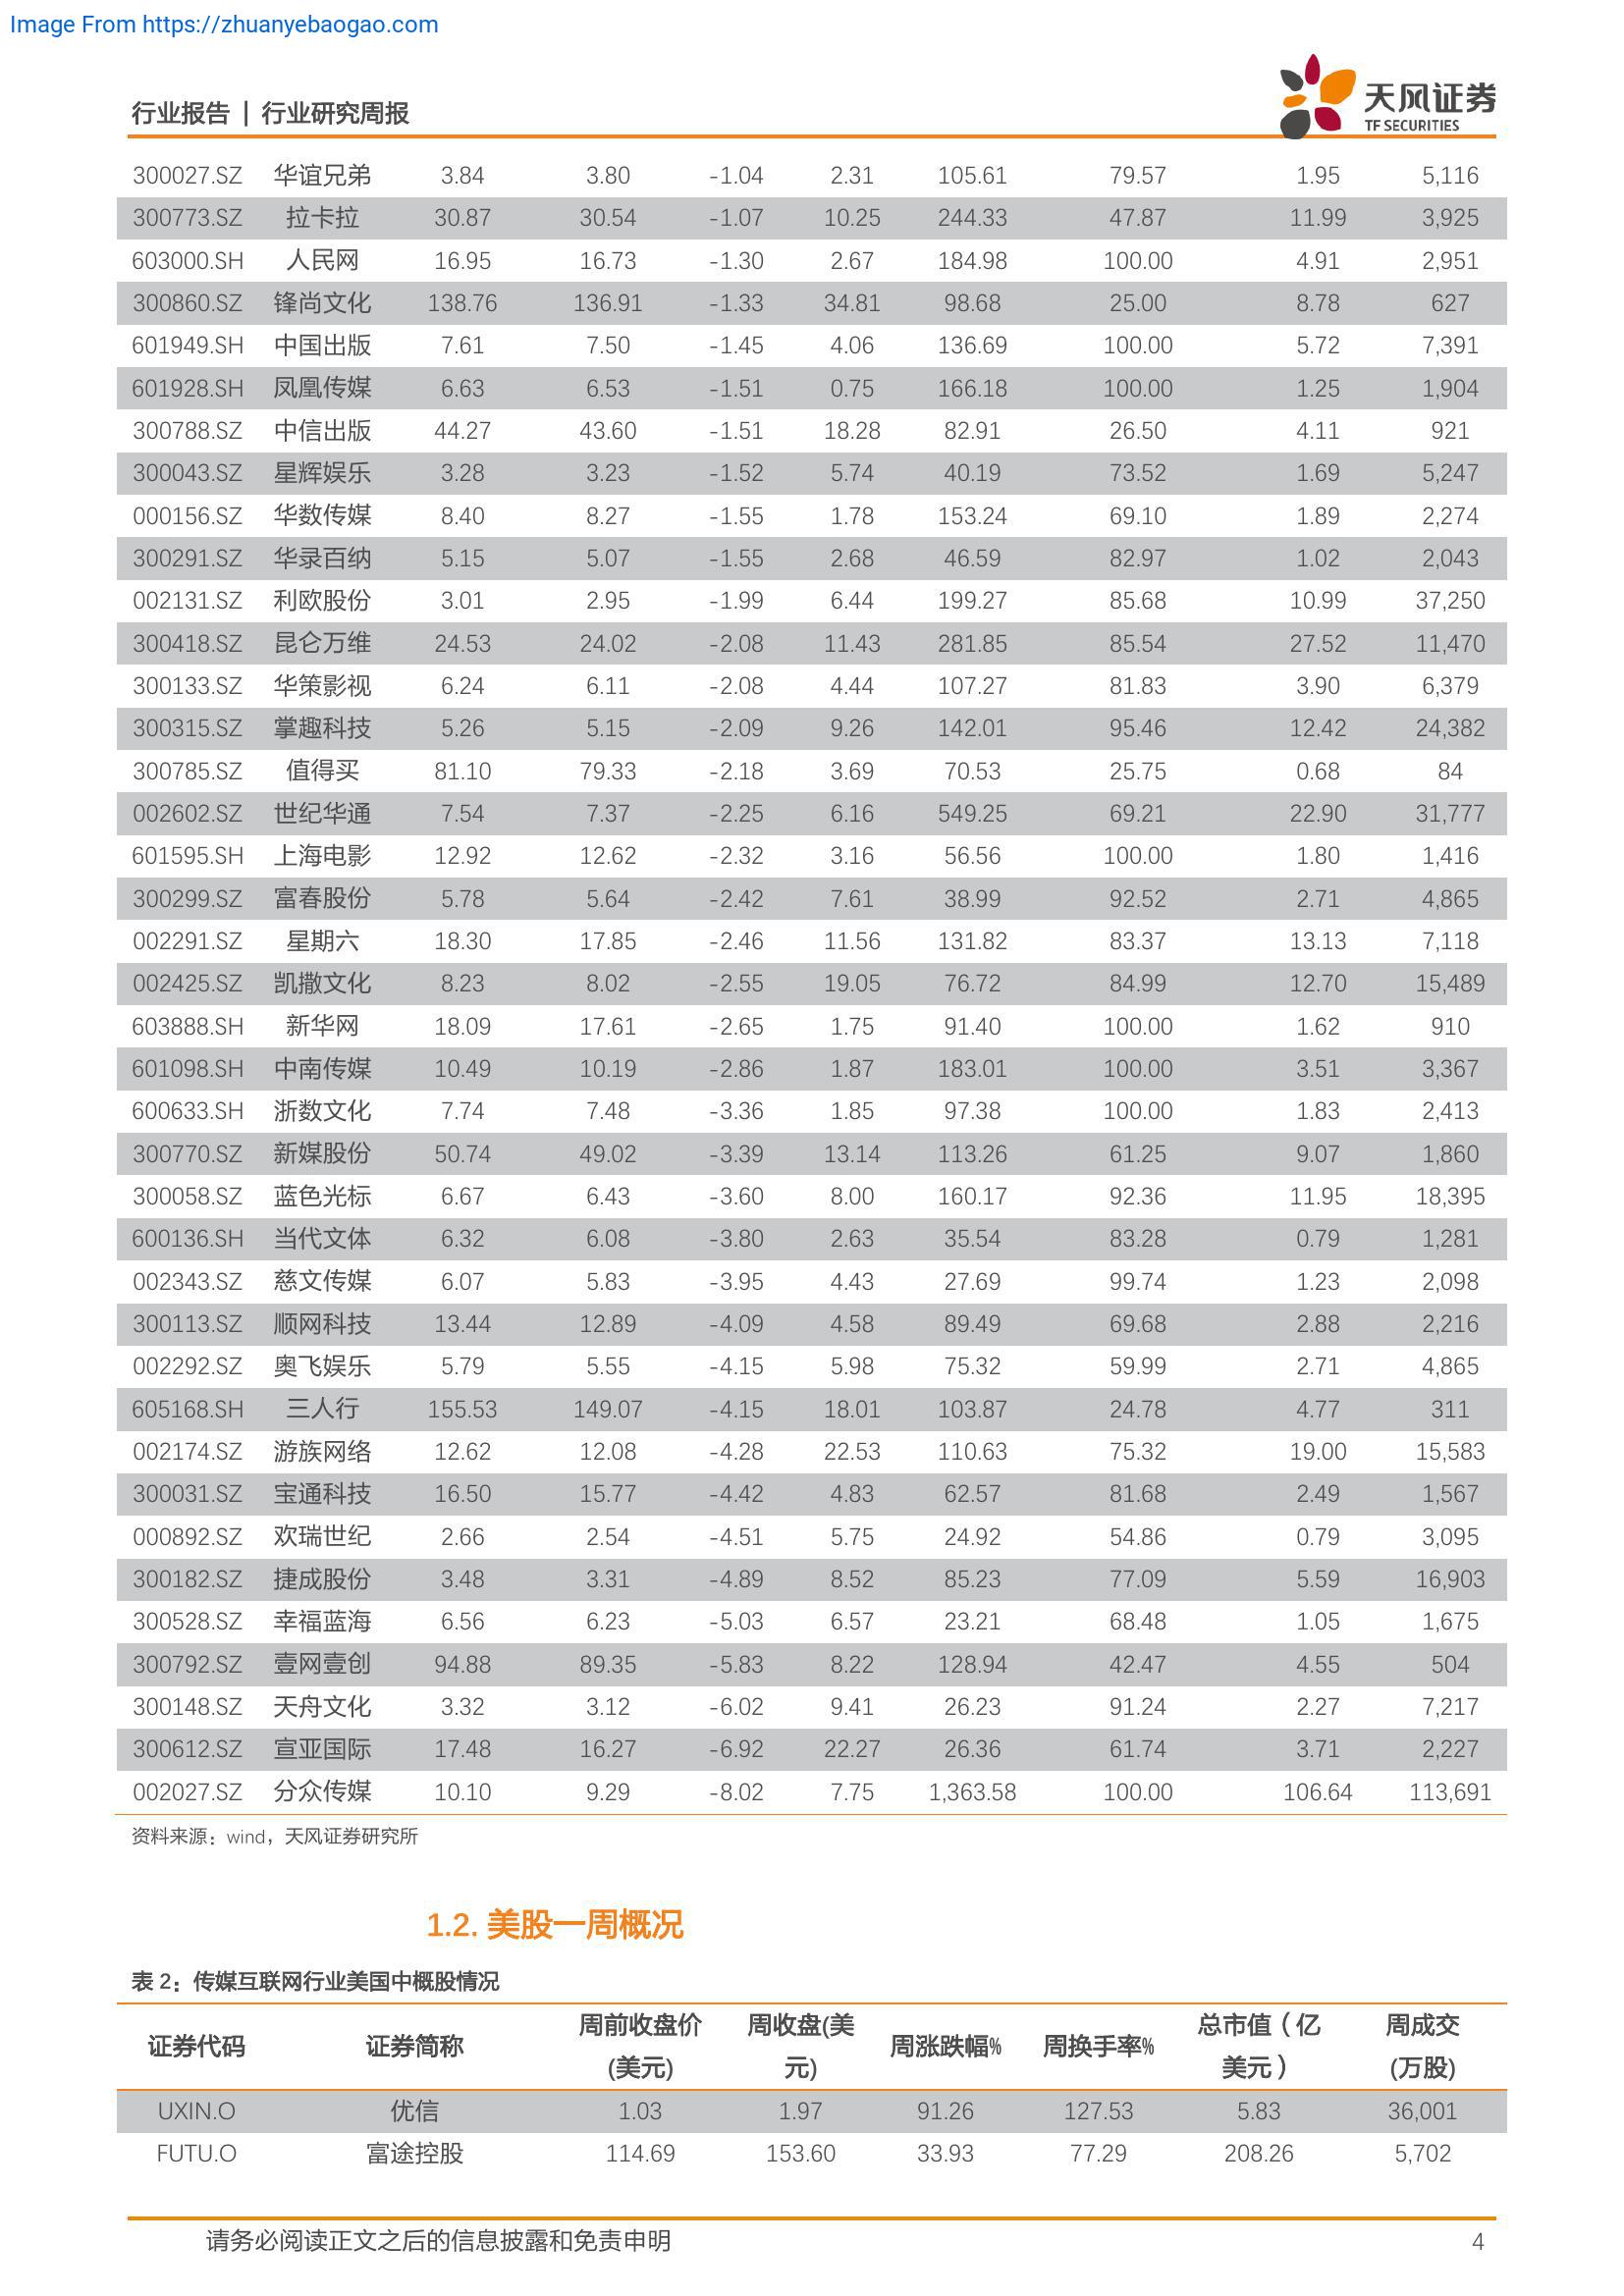 Image From https://zhuanyebaogao.com
行业报告 | 行业研究周报
天风证券
TF SECURITIES
300027.SZ 华谊兄弟 3.84 3.80 -1.04 2.31 105.61 79.57 1.95 5,116
300773.SZ 拉卡拉 30.87 30.54 -1.07 10.25 244.33 47.87 11.99 3,925
603000.SH 人民网 16.95 16.73 -1.30 2.67 184.98 100.00 4.91 2,951
300860.SZ 锋尚文化 138.76 136.91 -1.33 34.81 98.68 25.00 8.78 627
601949.SH 中国出版 7.61 7.50 -1.45 4.06 136.69 100.00 5.72 7,391
601928.SH 凤凰传媒 6.63 6.53 -1.51 0.75 166.18 100.00 1.25 1,904
300788.SZ 中信出版 44.27 43.60 -1.51 18.28 82.91 26.50 4.11 921
300043.SZ 星辉娱乐 3.28 3.23 -1.52 5.74 40.19 73.52 1.69 5,247
000156.SZ 华数传媒 8.40 8.27 -1.55 1.78 153.24 69.10 1.89 2,274
300291.SZ 华录百纳 5.15 5.07 -1.55 2.68 46.59 82.97 1.02 2,043
002131.SZ 利欧股份 3.01 2.95 -1.99 6.44 199.27 85.68 10.99 37,250
300418.SZ 昆仑万维 24.53 24.02 -2.08 11.43 281.85 85.54 27.52 11,470
300133.SZ 华策影视 6.24 6.11 -2.08 4.44 107.27 81.83 3.90 6,379
300315.SZ 掌趣科技 5.26 5.15 -2.09 9.26 142.01 95.46 12.42 24,382
300785.SZ 值得买 81.10 79.33 -2.18 3.69 70.53 25.75 0.68 84
002602.SZ 世纪华通 7.54 7.37 -2.25 6.16 549.25 69.21 22.90 31,777
601595.SH 上海电影 12.92 12.62 -2.32 3.16 56.56 100.00 1.80 1,416
300299.SZ 富春股份 5.78 5.64 -2.42 7.61 38.99 92.52 2.71 4,865
002291.SZ 星期六 18.30 17.85 -2.46 11.56 131.82 83.37 13.13 7,118
002425.SZ 凯撒文化 8.23 8.02 -2.55 19.05 76.72 84.99 12.70 15,489
603888.SH 新华网 18.09 17.61 -2.65 1.75 91.40 100.00 1.62 910
601098.SH 中南传媒 10.49 10.19 -2.86 1.87 183.01 100.00 3.51 3,367
600633.SH 浙数文化 7.74 7.48 -3.36 1.85 97.38 100.00 1.83 2,413
300770.SZ 新媒股份 50.74 49.02 -3.39 13.14 113.26 61.25 9.07 1,860
300058.SZ 蓝色光标 6.67 6.43 -3.60 8.00 160.17 92.36 11.95 18,395
600136.SH 当代文体 6.32 6.08 -3.80 2.63 35.54 83.28 0.79 1,281
002343.SZ 慈文传媒 6.07 5.83 -3.95 4.43 27.69 99.74 1.23 2,098
300113.SZ 顺网科技 13.44 12.89 -4.09 4.58 89.49 69.68 2.88 2,216
002292.SZ 奥飞娱乐 5.79 5.55 -4.15 5.98 75.32 59.99 2.71 4,865
605168.SH 三人行 155.53 149.07 -4.15 18.01 103.87 24.78 4.77 311
002174.SZ 游族网络 12.62 12.08 -4.28 22.53 110.63 75.32 19.00 15,583
300031.SZ 宝通科技 16.50 15.77 -4.42 4.83 62.57 81.68 2.49 1,567
000892.SZ 欢瑞世纪 2.66 2.54 -4.51 5.75 24.92 54.86 0.79 3,095
300182.SZ 捷成股份 3.48 3.31 -4.89 8.52 85.23 77.09 5.59 16,903
300528.SZ 幸福蓝海 6.56 6.23 -5.03 6.57 23.21 68.48 1.05 1,675
300792.SZ 壹网壹创 94.88 89.35 -5.83 8.22 128.94 42.47 4.55 504
300148.SZ 天舟文化 3.32 3.12 -6.02 9.41 26.23 91.24 2.27 7,217
300612.SZ 宣亚国际 17.48 16.27 -6.92 22.27 26.36 61.74 3.71 2,227
002027.SZ 分众传媒 10.10 9.29 -8.02 7.75 1,363.58 100.00 106.64 113,691
资料来源：wind，天风证券研究所
1.2. 美股一周概况
表 2：传媒互联网行业美国中概股情况
证券代码 证券简称 周前收盘价(美元) 周收盘(美元) 周涨跌幅% 周换手率% 总市值（亿美元） 周成交(万股)
UXIN.O 优信 1.03 1.97 91.26 127.53 5.83 36,001
FUTU.O 富途控股 114.69 153.60 33.93 77.29 208.26 5,702
请务必阅读正文之后的信息披露和免责申明 4